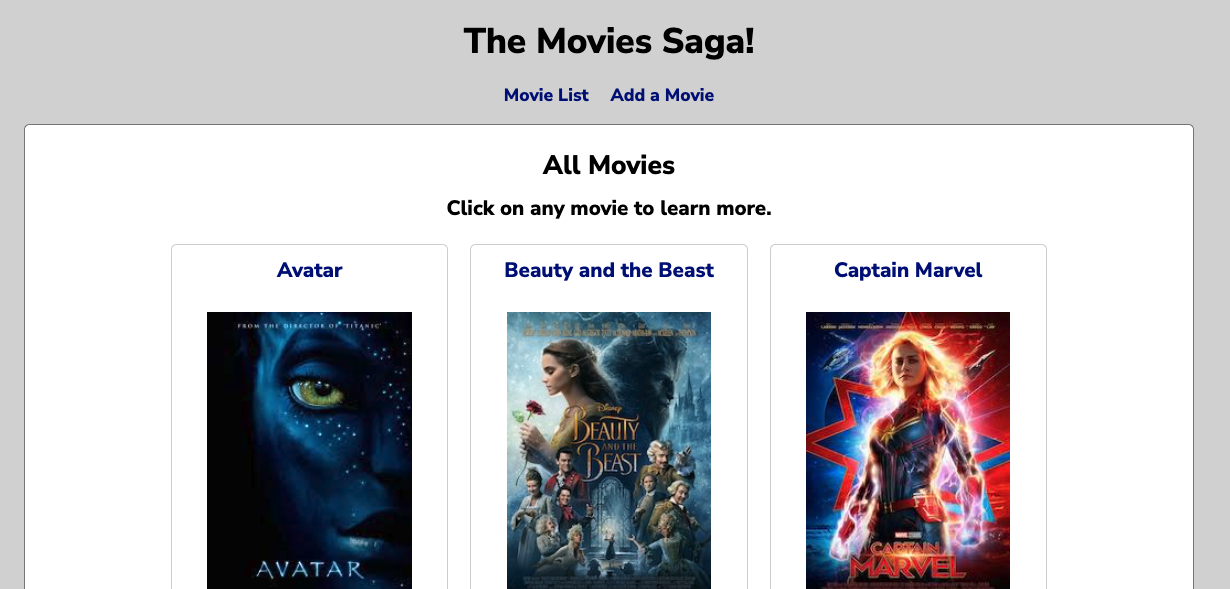 The Movies Saga!
Movie List Add a Movie
All Movies
Click on any movie to learn more.
Avatar
Beauty and the Beast
Captain Marvel
FROM THE DIRECTOR OF "TITANIC"
AVATAR
Disney
BEAUTY
AND THE
BEAST
MARVEL
CAPTAIN
MARVEL